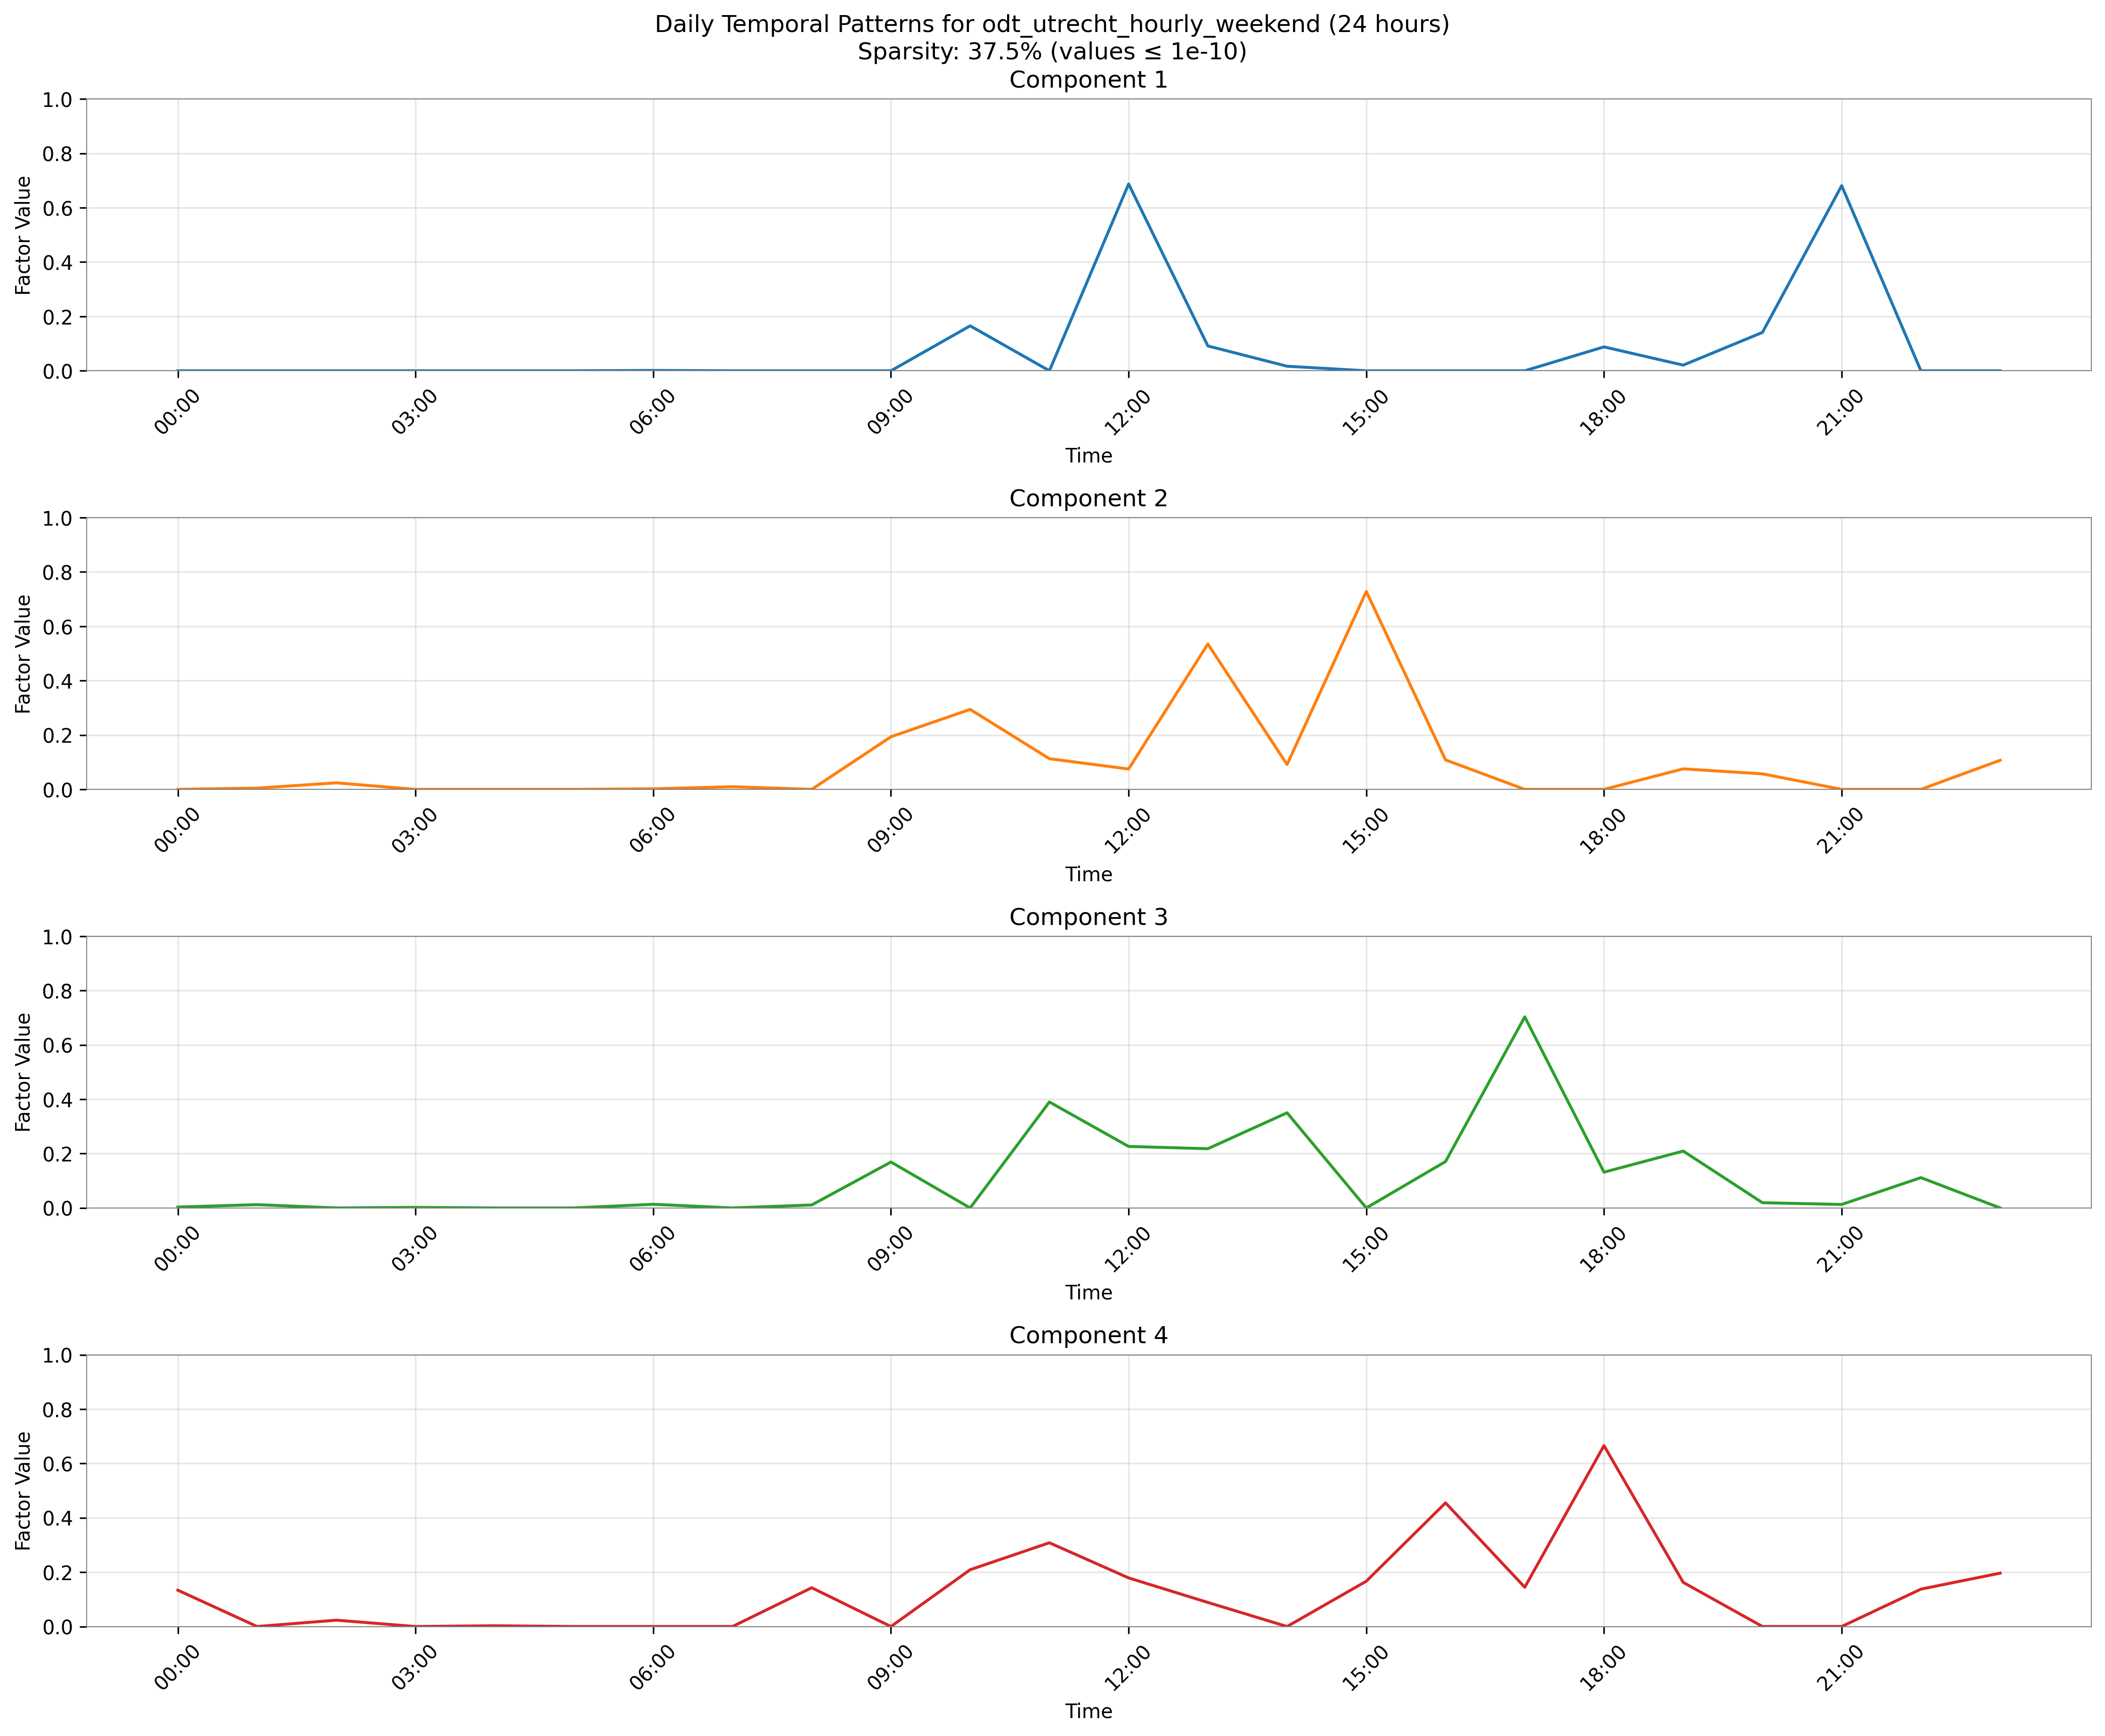 Daily Temporal Patterns for odt_utrecht_hourly_weekend (24 hours)
Sparsity: 37.5% (values ≤ 1e-10)
Component 1
1.0
0.8
0.6
0.4
0.2
0.0
Factor Value
00:00 03:00 06:00 09:00 12:00 15:00 18:00 21:00
Time
Component 2
1.0
0.8
0.6
0.4
0.2
0.0
Factor Value
00:00 03:00 06:00 09:00 12:00 15:00 18:00 21:00
Time
Component 3
1.0
0.8
0.6
0.4
0.2
0.0
Factor Value
00:00 03:00 06:00 09:00 12:00 15:00 18:00 21:00
Time
Component 4
1.0
0.8
0.6
0.4
0.2
0.0
Factor Value
00:00 03:00 06:00 09:00 12:00 15:00 18:00 21:00
Time